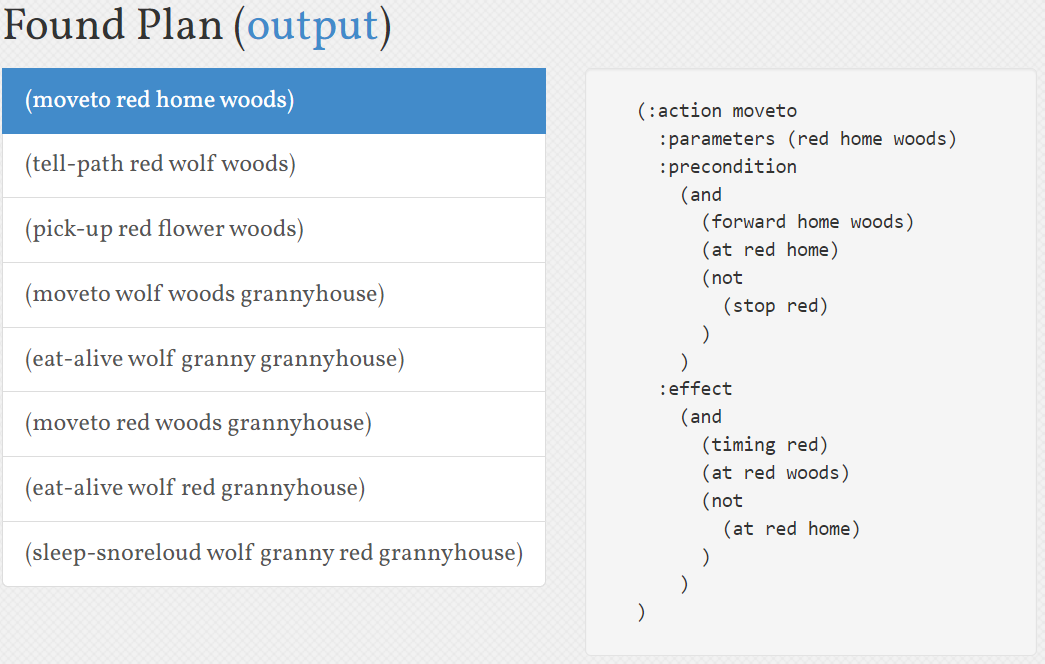 Found Plan (output)
(moveto red home woods)
(tell-path red wolf woods)
(pick-up red flower woods)
(moveto wolf woods grannyhouse)
(eat-alive wolf granny grannyhouse)
(moveto red woods grannyhouse)
(eat-alive wolf red grannyhouse)
(sleep-snoreloud wolf granny red grannyhouse)
(:action moveto
:parameters (red home woods)
:precondition
(and
(forward home woods)
(at red home)
(not
(stop red)
)
)
:effect
(and
(timing red)
(at red woods)
(not
(at red home)
)
)
)